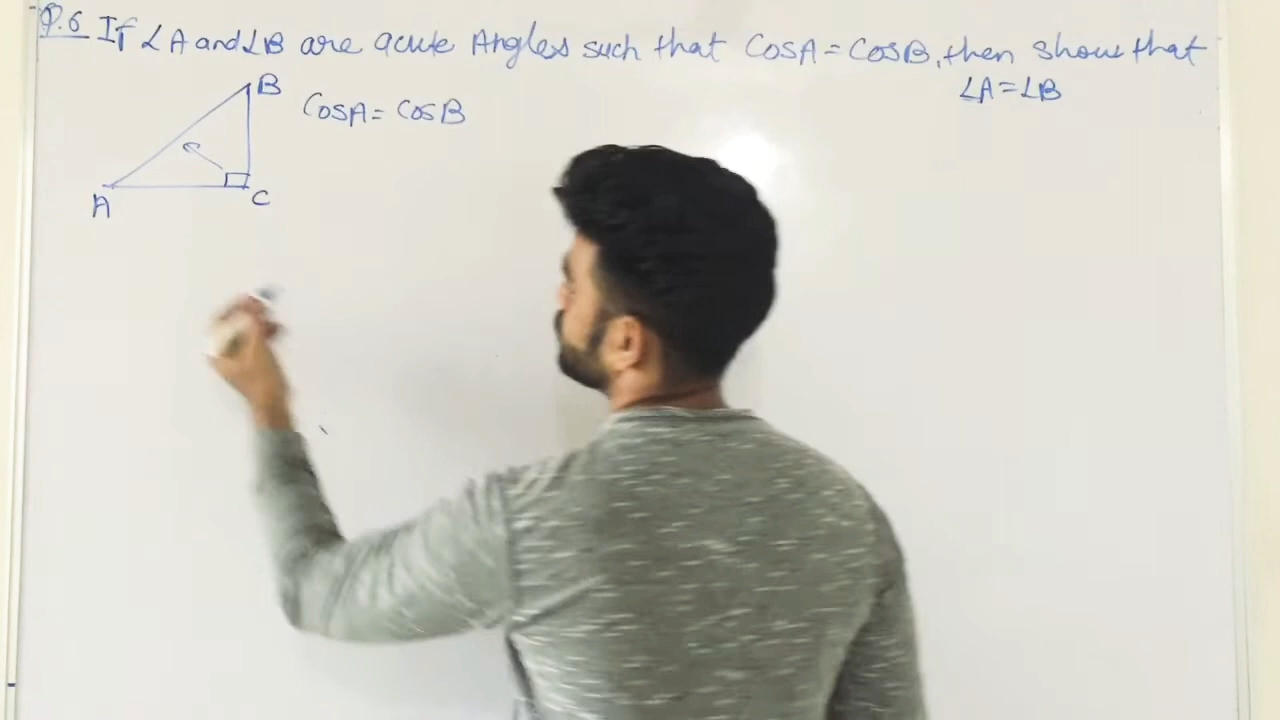 Q.6 If ∠A and ∠B are acute Angles such that CosA = CosB, then show that
∠A = ∠B
B
CosA = CosB
A
C